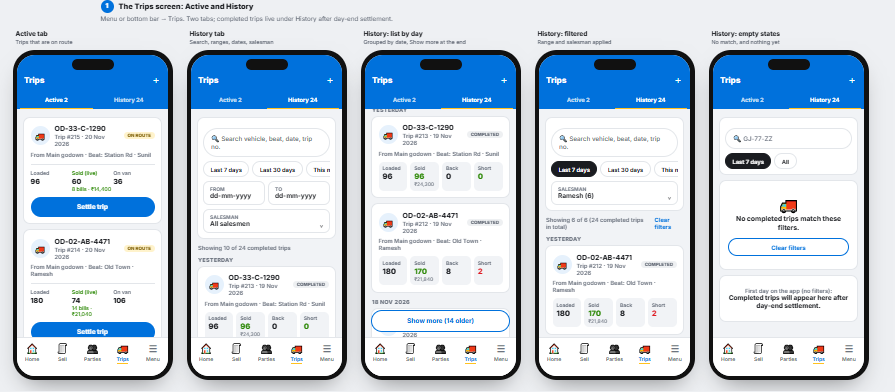 1 The Trips screen: Active and History
Menu or bottom bar → Trips. Two tabs; completed trips live under History after day-end settlement.
Active tab
Trips that are on route
Trips +
Active 2 History 24
OD-33-C-1290
Trip #215 · 20 Nov 2026
ON ROUTE
From Main godown · Beat: Station Rd · Sunil
Loaded Sold (live) On van
96 60 36
8 bills · ₹14,400
Settle trip
OD-02-AB-4471
Trip #214 · 20 Nov 2026
ON ROUTE
From Main godown · Beat: Old Town · Ramesh
Loaded Sold (live) On van
180 74 106
14 bills · ₹21,040
Settle trip
Home Sell Parties Trips Menu
History tab
Search, ranges, dates, salesman
Trips +
Active 2 History 24
Search vehicle, beat, date, trip no.
Last 7 days Last 30 days This n
FROM TO
dd-mm-yyyy dd-mm-yyyy
SALESMAN
All salesmen
Showing 10 of 24 completed trips
YESTERDAY
OD-33-C-1290
Trip #213 · 19 Nov 2026
COMPLETED
From Main godown · Beat: Station Rd · Sunil
Loaded Sold Back Short
96 96 0 0
₹24,300
Home Sell Parties Trips Menu
History: list by day
Grouped by date, Show more at the end
Trips +
Active 2 History 24
YESTERDAY
OD-33-C-1290
Trip #213 · 19 Nov 2026
COMPLETED
From Main godown · Beat: Station Rd · Sunil
Loaded Sold Back Short
96 96 0 0
₹24,300
OD-02-AB-4471
Trip #212 · 19 Nov 2026
COMPLETED
From Main godown · Beat: Old Town · Ramesh
Loaded Sold Back Short
180 170 8 2
₹21,840
18 NOV 2026
Show more (14 older)
2026
Home Sell Parties Trips Menu
History: filtered
Range and salesman applied
Trips +
Active 2 History 24
Search vehicle, beat, date, trip no.
Last 7 days Last 30 days This n
SALESMAN
Ramesh (6)
Showing 6 of 6 (24 completed trips in total)
Clear filters
YESTERDAY
OD-02-AB-4471
Trip #212 · 19 Nov 2026
COMPLETED
From Main godown · Beat: Old Town · Ramesh
Loaded Sold Back Short
180 170 8 2
₹21,840
Home Sell Parties Trips Menu
History: empty states
No match, and nothing yet
Trips +
Active 2 History 24
GJ-77-ZZ
Last 7 days All
No completed trips match these filters.
Clear filters
First day on the app (no filters):
Completed trips will appear here after day-end settlement.
Home Sell Parties Trips Menu